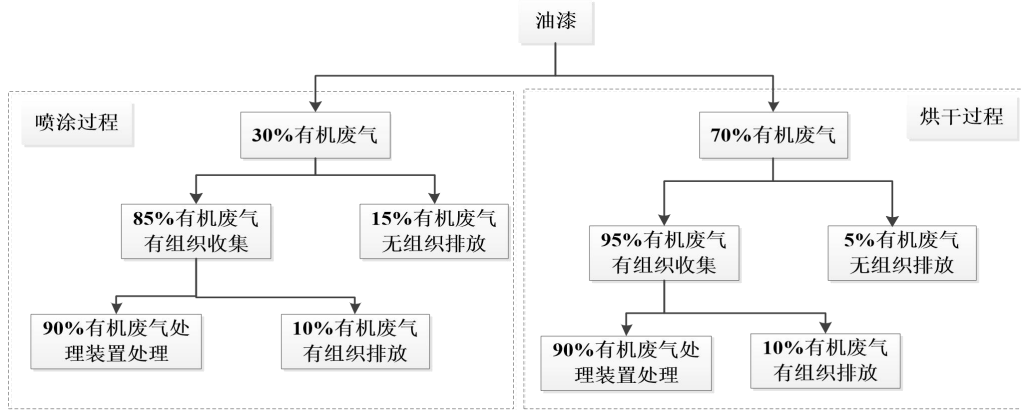 油漆
喷涂过程
30%有机废气
85%有机废气
有组织收集
15%有机废气
无组织排放
90%有机废气处
理装置处理
10%有机废气
有组织排放
烘干过程
70%有机废气
95%有机废气
有组织收集
5%有机废气
无组织排放
90%有机废气处
理装置处理
10%有机废气
有组织排放